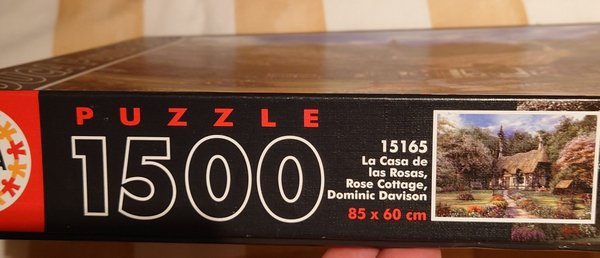 PUZZLE
1500
15165
La Casa de
las Rosas,
Rose Cottage,
Dominic Davison
85 x 60 cm